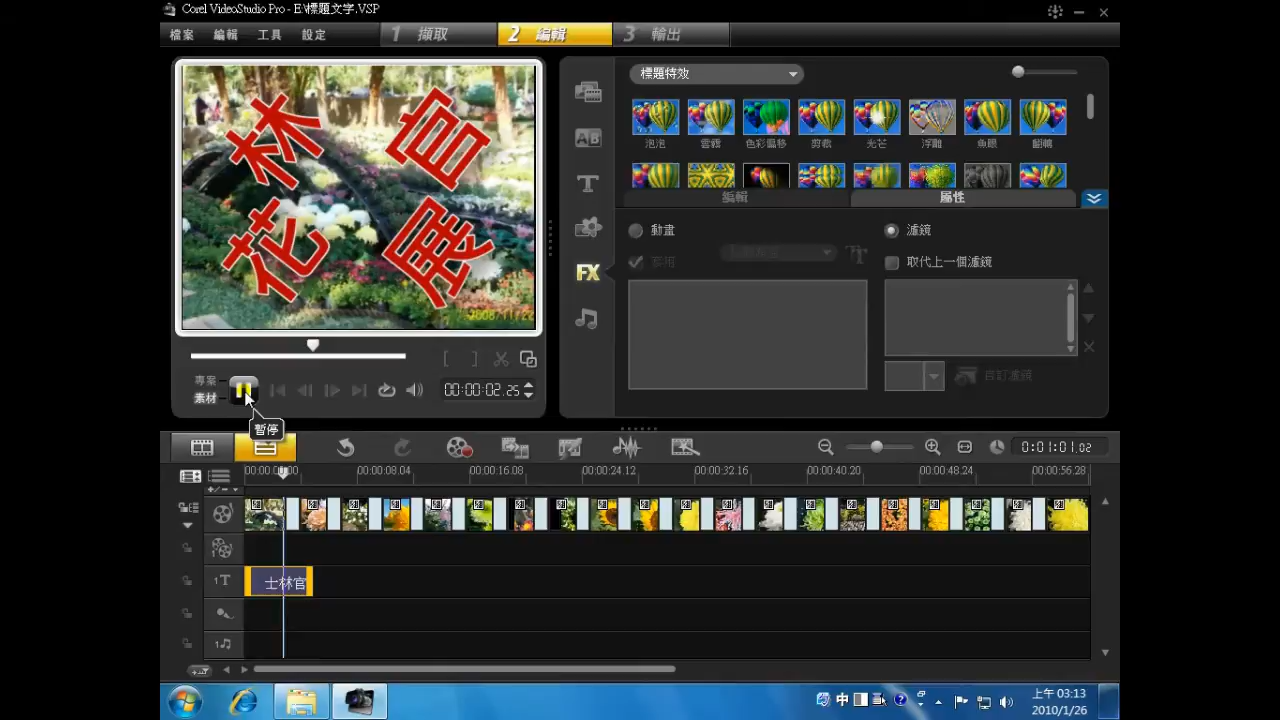 Corel VideoStudio Pro - E:\標題文字.VSP
檔案 編輯 工具 設定
1 擷取
2 編輯
3 輸出
林 官
花 展
2008/11/22
標題特效
泡泡 雲霧 色彩偏移 剪裁 光芒 浮雕 魚眼
編輯 屬性
動畫
套用
濾鏡
取代上一個濾鏡
自訂濾鏡
專案
素材
00:00:02.25
暫停
0:01:01.02
00:00:00.00 00:00:08.04 00:00:16.08 00:00:24.12 00:00:32.16 00:00:40.20 00:00:48.24 00:00:56.28
士林官
中
上午 03:13
2010/1/26